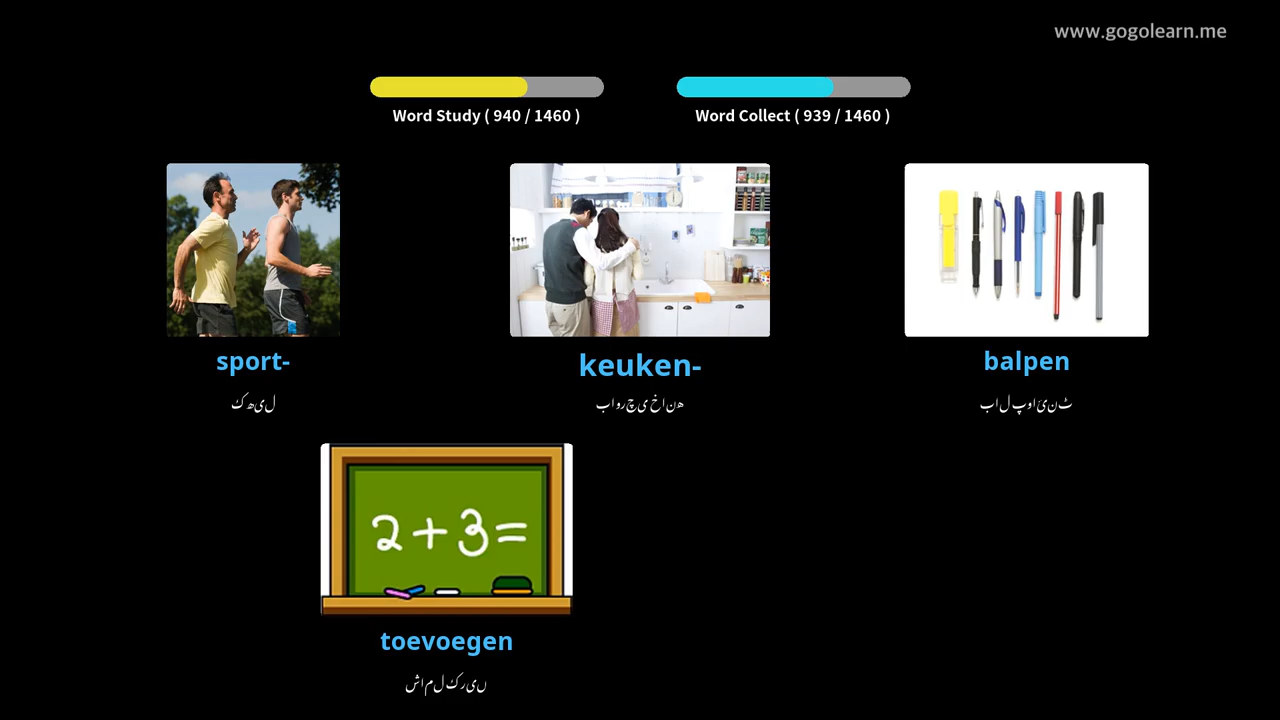 www.gogolearn.me
Word Study ( 940 / 1460 )
Word Collect ( 939 / 1460 )
sport-
کھیل
keuken-
باورچی خانہ
balpen
بال پوائنٹ
2+3=
toevoegen
شامل کریں